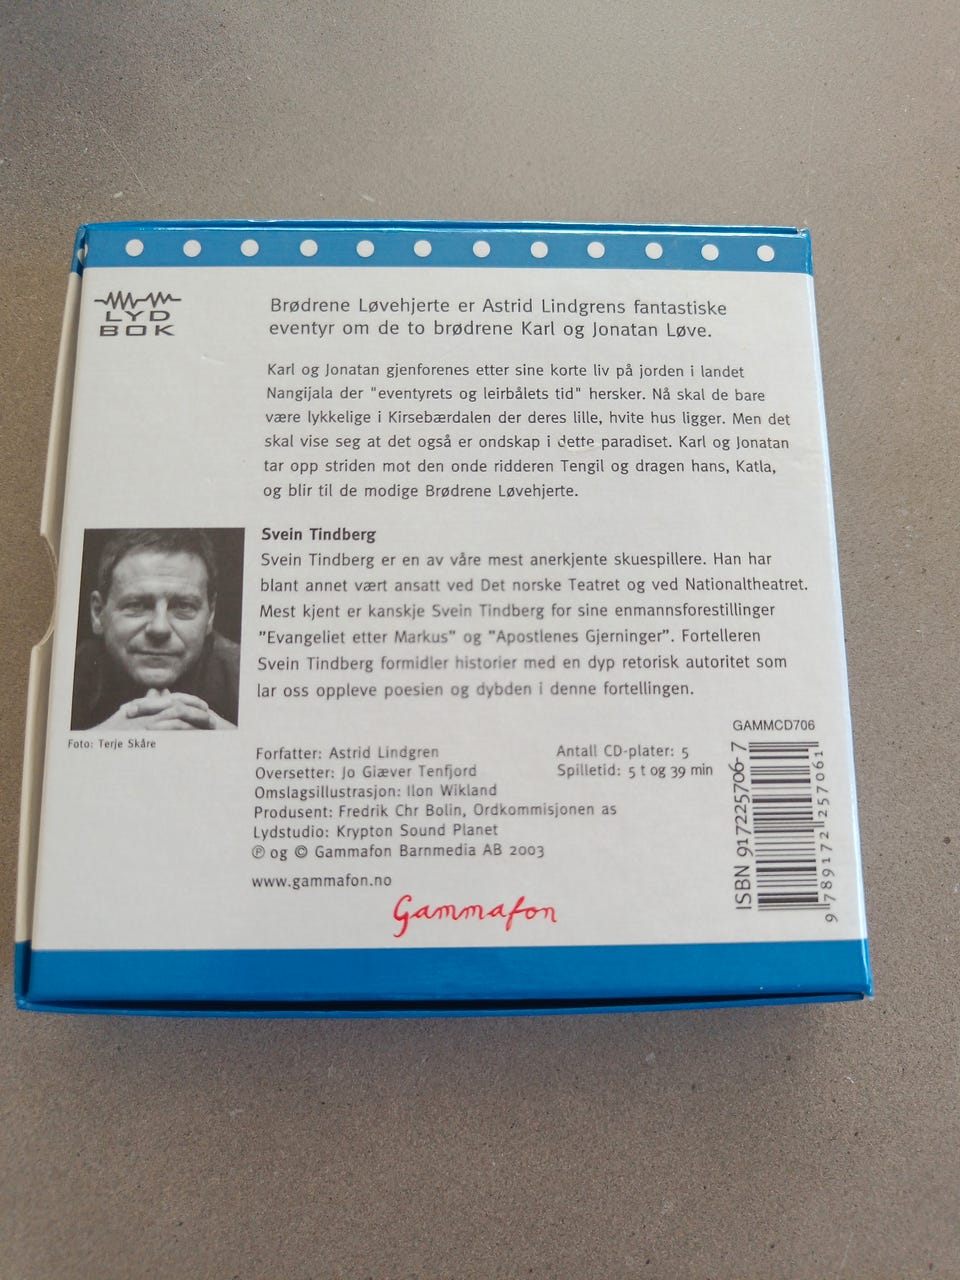 LYD
BOK
Brødrene Løvehjerte er Astrid Lindgrens fantastiske
eventyr om de to brødrene Karl og Jonatan Løve.
Karl og Jonatan gjenforenes etter sine korte liv på jorden i landet
Nangijala der "eventyrets og leirbålets tid" hersker. Nå skal de bare
være lykkelige i Kirsebærdalen der deres lille, hvite hus ligger. Men det
skal vise seg at det også er ondskap i dette paradiset. Karl og Jonatan
tar opp striden mot den onde ridderen Tengil og dragen hans, Katla,
og blir til de modige Brødrene Løvehjerte.
Svein Tindberg
Svein Tindberg er en av våre mest anerkjente skuespillere. Han har
blant annet vært ansatt ved Det norske Teatret og ved Nationaltheatret.
Mest kjent er kanskje Svein Tindberg for sine enmannsforestillinger
"Evangeliet etter Markus" og "Apostlenes Gjerninger". Fortelleren
Svein Tindberg formidler historier med en dyp retorisk autoritet som
lar oss oppleve poesien og dybden i denne fortellingen.
Foto: Terje Skåre
Forfatter: Astrid Lindgren
Oversetter: Jo Giæver Tenfjord
Omslagsillustrasjon: Ilon Wikland
Produsent: Fredrik Chr Bolin, Ordkommisjonen as
Lydstudio: Krypton Sound Planet
℗ og © Gammafon Barnmedia AB 2003
www.gammafon.no
Antall CD-plater: 5
Spilletid: 5 t og 39 min
GAMMCD706
ISBN 917225706-7
9 789172 257061
Gammafon